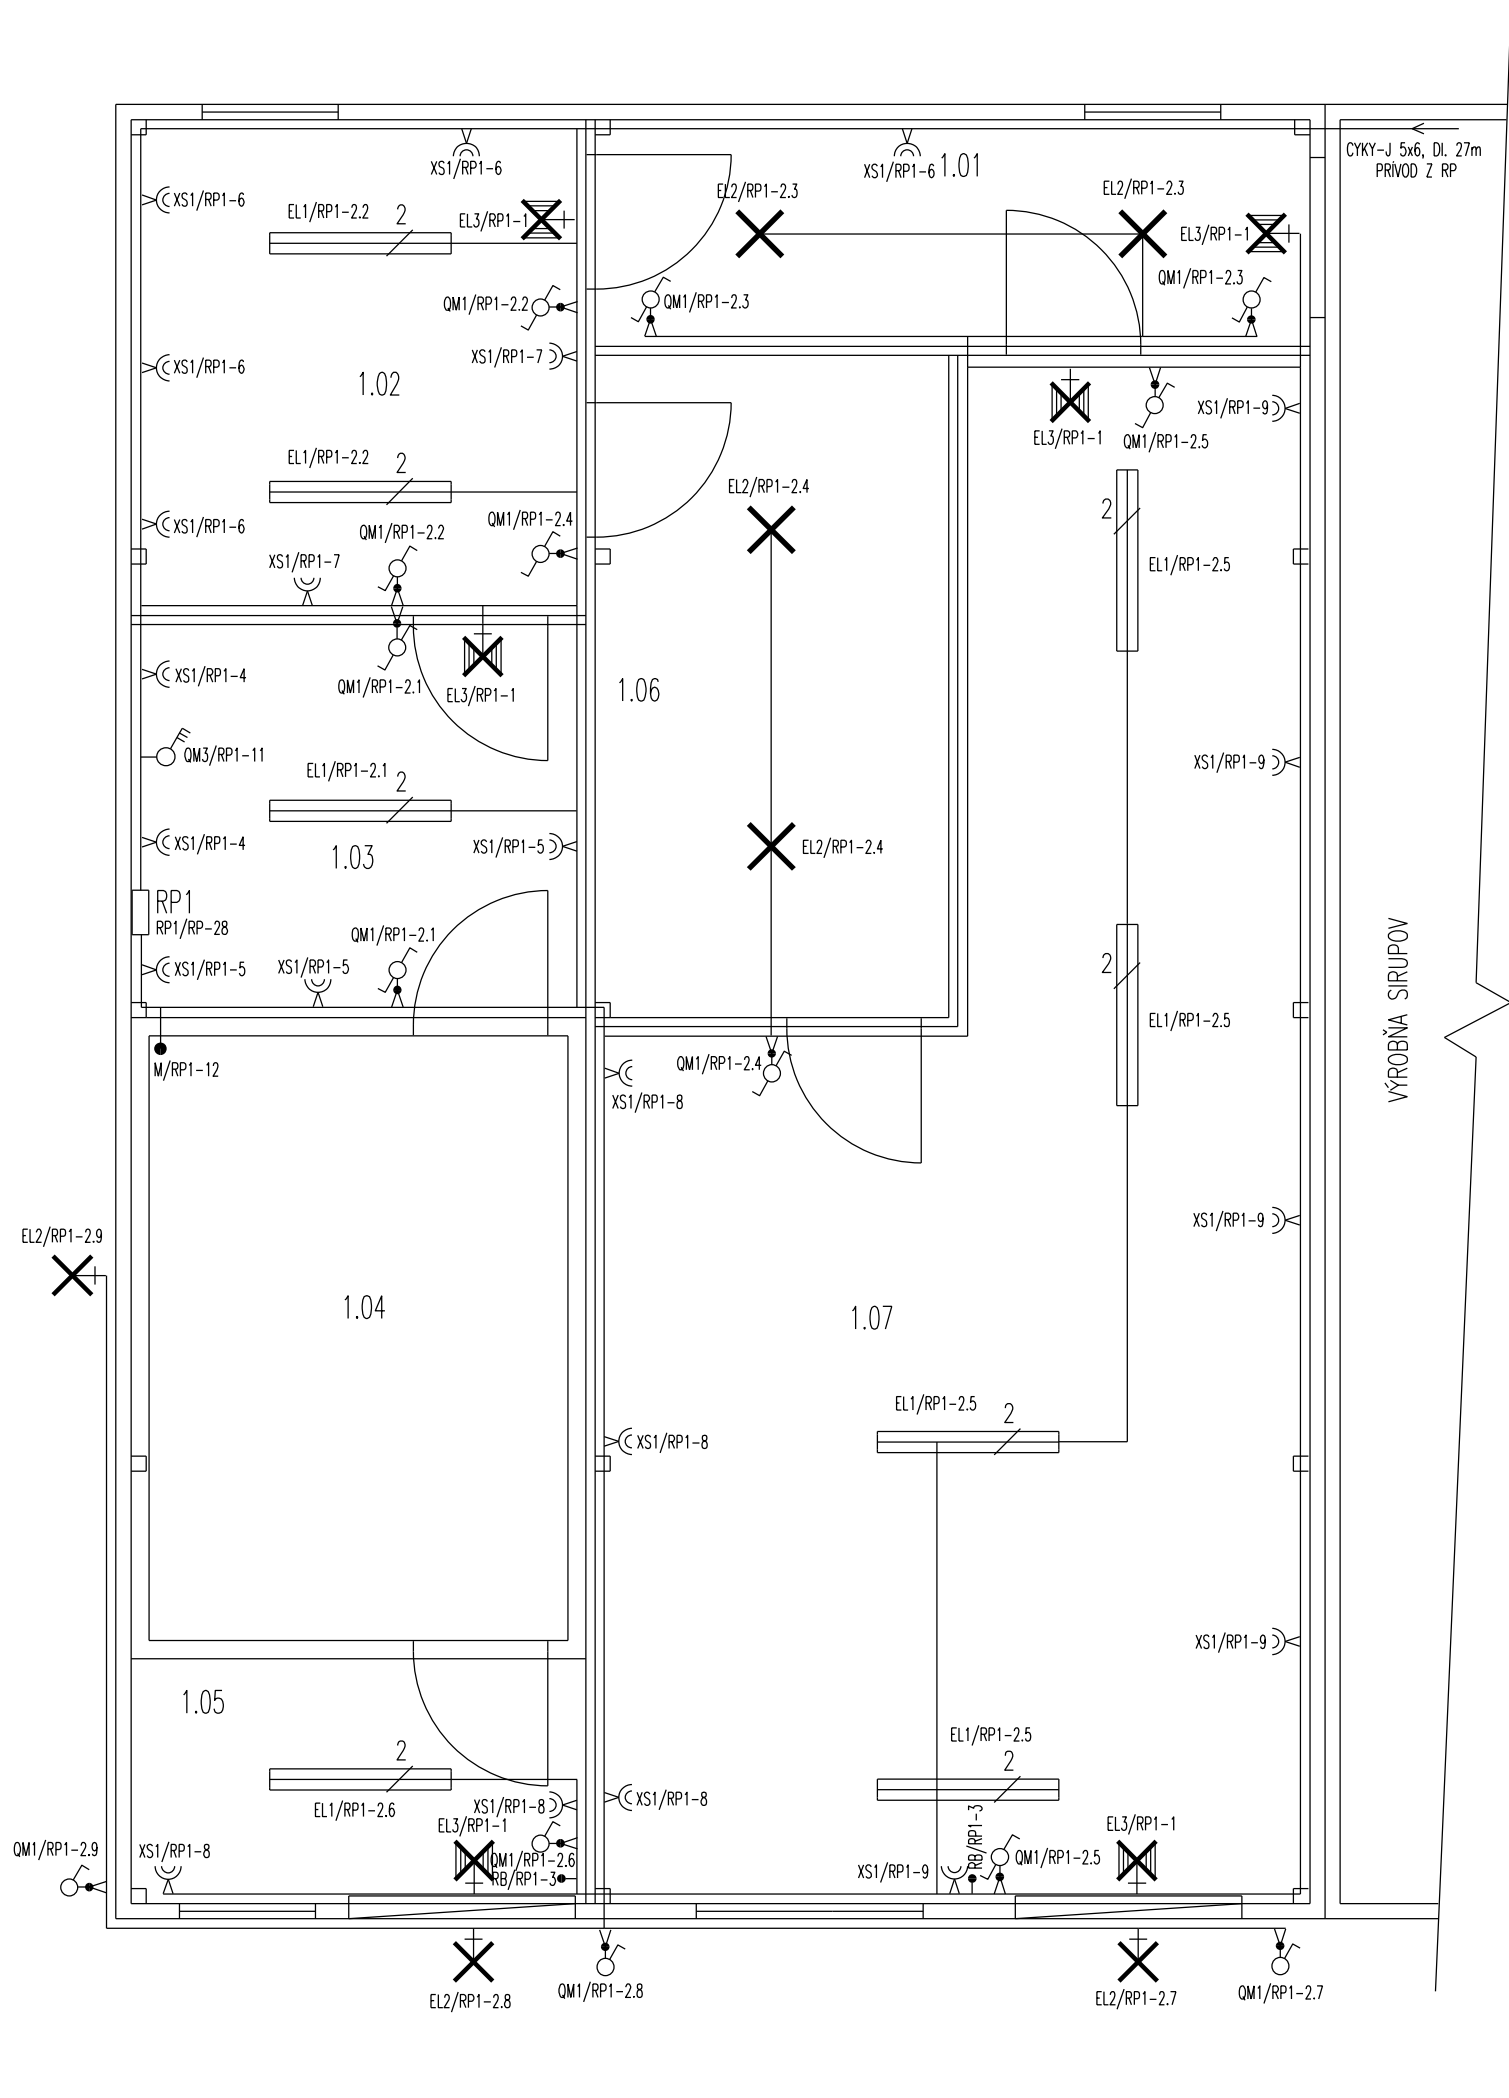 CYKY-J 5x6, Dl. 27m
PRÍVOD Z RP
XS1/RP1-6
XS1/RP1-6
1.01
XS1/RP1-6
EL1/RP1-2.2
2
EL3/RP1-1
EL2/RP1-2.3
EL2/RP1-2.3
EL3/RP1-1
QM1/RP1-2.2
QM1/RP1-2.3
QM1/RP1-2.3
XS1/RP1-6
1.02
XS1/RP1-7
EL3/RP1-1
QM1/RP1-2.5
XS1/RP1-9
EL1/RP1-2.2
2
EL2/RP1-2.4
XS1/RP1-6
QM1/RP1-2.2
QM1/RP1-2.4
2
EL1/RP1-2.5
XS1/RP1-7
XS1/RP1-4
QM1/RP1-2.1
EL3/RP1-1
1.06
QM3/RP1-11
EL1/RP1-2.1
2
XS1/RP1-9
XS1/RP1-4
1.03
XS1/RP1-5
EL2/RP1-2.4
RP1
RP1/RP-28
QM1/RP1-2.1
XS1/RP1-5
XS1/RP1-5
2
EL1/RP1-2.5
VÝROBŇA SIRUPOV
M/RP1-12
QM1/RP1-2.4
XS1/RP1-8
EL2/RP1-2.9
XS1/RP1-9
1.04
1.07
EL1/RP1-2.5
2
XS1/RP1-8
XS1/RP1-9
1.05
EL1/RP1-2.5
2
2
EL1/RP1-2.6
XS1/RP1-8
XS1/RP1-8
EL3/RP1-1
EL3/RP1-1
QM1/RP1-2.9
XS1/RP1-8
QM1/RP1-2.6
RB/RP1-3
XS1/RP1-9
RB/RP1-3
QM1/RP1-2.5
EL2/RP1-2.8
QM1/RP1-2.8
EL2/RP1-2.7
QM1/RP1-2.7